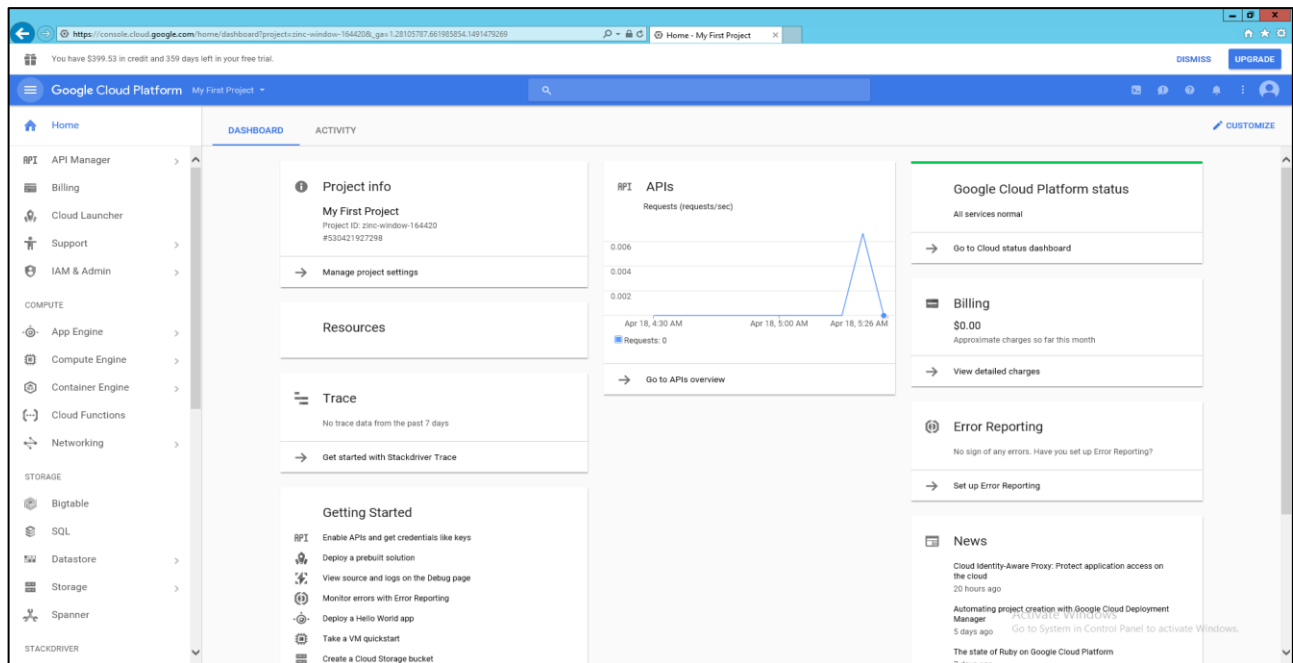 https://console.cloud.google.com/home/dashboard?project=zinc-window-164420&_ga=1.28105787.661985854.1491479269
Home - My First Project
You have $399.53 in credit and 359 days left in your free trial.
DISMISS
UPGRADE
Google Cloud Platform
My First Project
Home
DASHBOARD
ACTIVITY
CUSTOMIZE
API API Manager
Billing
Cloud Launcher
Support
IAM & Admin
COMPUTE
App Engine
Compute Engine
Container Engine
Cloud Functions
Networking
STORAGE
Bigtable
SQL
Datastore
Storage
Spanner
STACKDRIVER
Project info
My First Project
Project ID: zinc-window-164420
#530421927298
Manage project settings
Resources
Trace
No trace data from the past 7 days
Get started with Stackdriver Trace
Getting Started
API Enable APIs and get credentials like keys
Deploy a prebuilt solution
View source and logs on the Debug page
Monitor errors with Error Reporting
Deploy a Hello World app
Take a VM quickstart
Create a Cloud Storage bucket
API APIs
Requests (requests/sec)
0.006
0.004
0.002
Apr 18, 4:30 AM
Apr 18, 5:00 AM
Apr 18, 5:26 AM
Requests: 0
Go to APIs overview
Google Cloud Platform status
All services normal
Go to Cloud status dashboard
Billing
$0.00
Approximate charges so far this month
View detailed charges
Error Reporting
No sign of any errors. Have you set up Error Reporting?
Set up Error Reporting
News
Cloud Identity-Aware Proxy: Protect application access on
the cloud
20 hours ago
Automating project creation with Google Cloud Deployment
Manager
5 days ago
The state of Ruby on Google Cloud Platform
Activate Windows
Go to System in Control Panel to activate Windows.